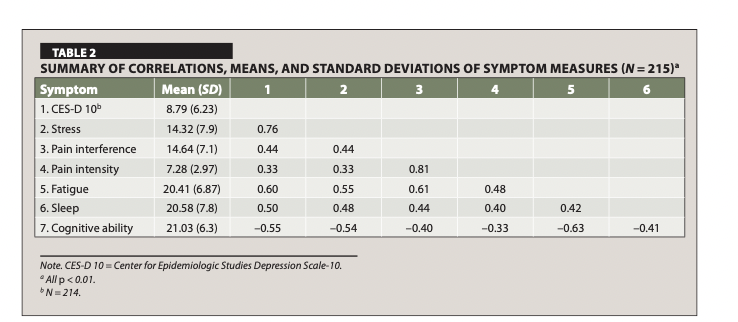 TABLE 2
SUMMARY OF CORRELATIONS, MEANS, AND STANDARD DEVIATIONS OF SYMPTOM MEASURES (N = 215)ᵃ
Symptom Mean (SD) 1 2 3 4 5 6
1. CES-D 10ᵇ 8.79 (6.23)
2. Stress 14.32 (7.9) 0.76
3. Pain interference 14.64 (7.1) 0.44 0.44
4. Pain intensity 7.28 (2.97) 0.33 0.33 0.81
5. Fatigue 20.41 (6.87) 0.60 0.55 0.61 0.48
6. Sleep 20.58 (7.8) 0.50 0.48 0.44 0.40 0.42
7. Cognitive ability 21.03 (6.3) –0.55 –0.54 –0.40 –0.33 –0.63 –0.41
Note. CES-D 10 = Center for Epidemiologic Studies Depression Scale-10.
ᵃ All p < 0.01.
ᵇ N = 214.